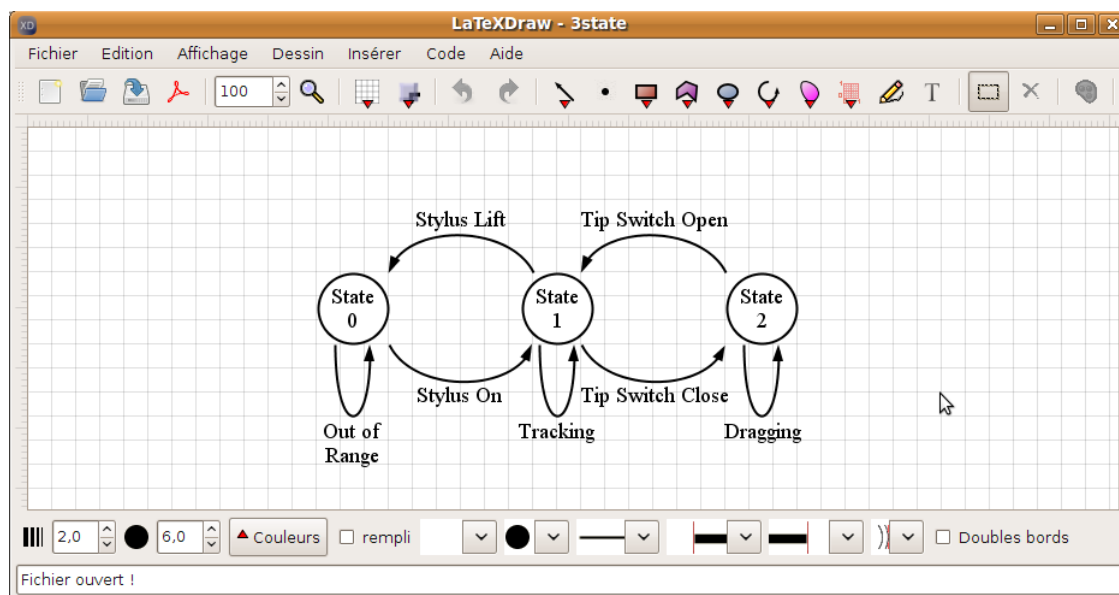 XD
LaTeXDraw - 3state
Fichier Edition Affichage Dessin Insérer Code Aide
100
T
Stylus Lift
Tip Switch Open
State
0
State
1
State
2
Stylus On
Tip Switch Close
Out of
Range
Tracking
Dragging
2,0
6,0
Couleurs
rempli
Doubles bords
Fichier ouvert !